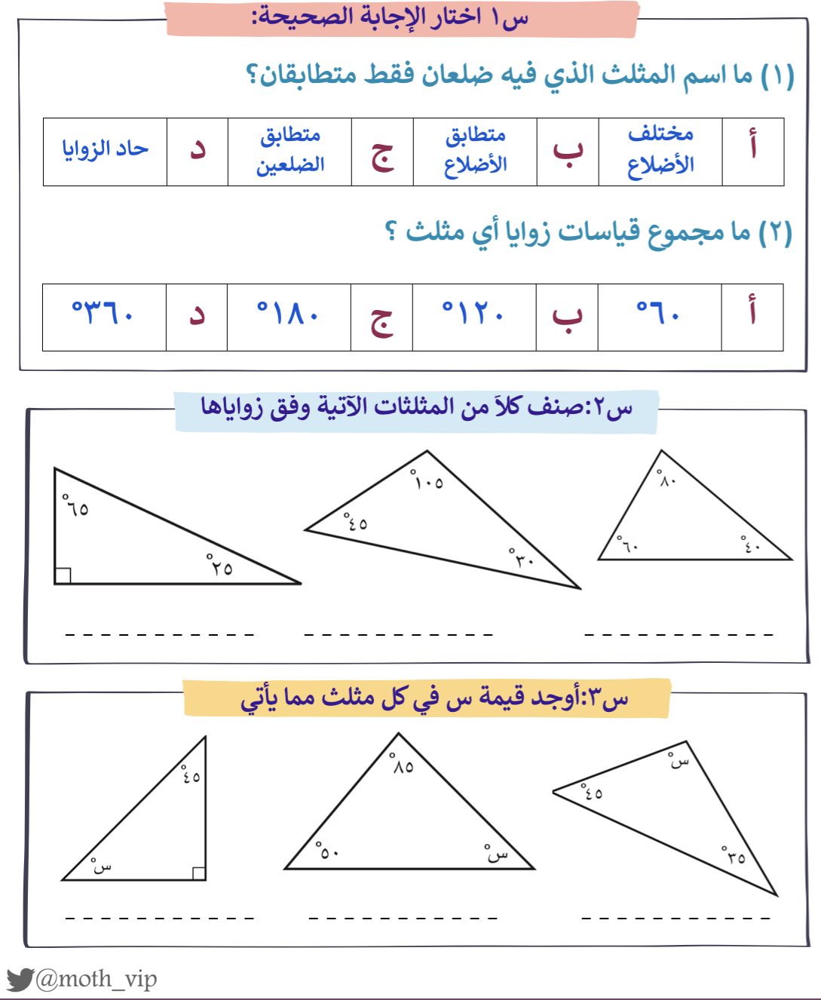 س١ اختار الإجابة الصحيحة:
(١) ما اسم المثلث الذي فيه ضلعان فقط متطابقان؟
أ مختلف الأضلاع ب متطابق الأضلاع ج متطابق الضلعين د حاد الزوايا
(٢) ما مجموع قياسات زوايا أي مثلث ؟
أ ٦٠° ب ١٢٠° ج ١٨٠° د ٣٦٠°
س٢:صنف كلاً من المثلثات الآتية وفق زواياها
٨٠°
٦٠°
٤٠°
١٠٥°
٤٥°
٣٠°
٦٥°
٢٥°
س٣:أوجد قيمة س في كل مثلث مما يأتي
س°
٤٥°
٣٥°
٨٥°
٥٠°
س°
٤٥°
س°
@moth_vip